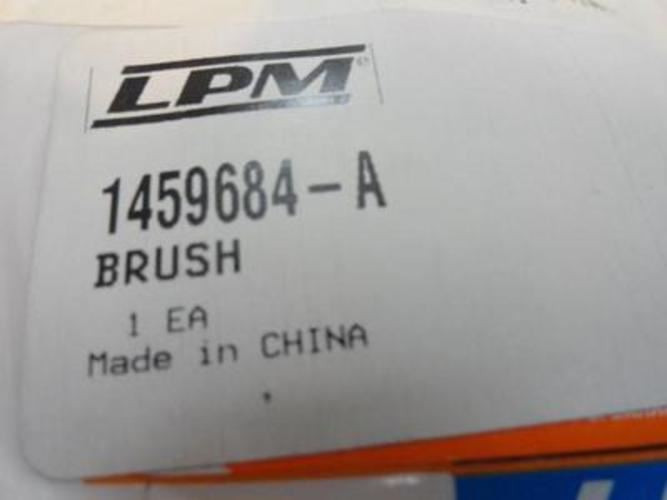 LPM®
1459684-A
BRUSH
1 EA
Made in CHINA